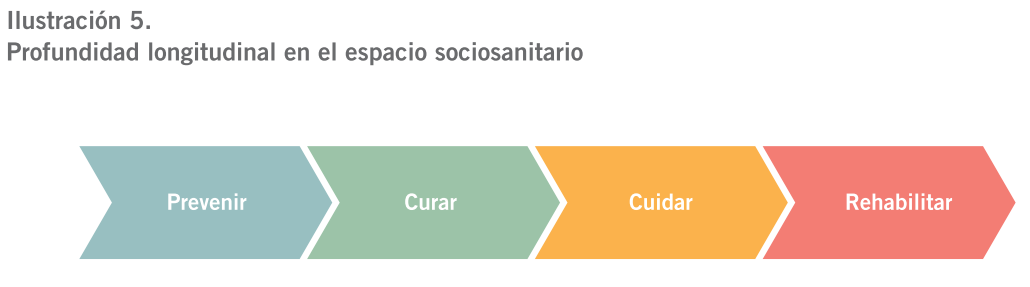 Ilustración 5.
Profundidad longitudinal en el espacio sociosanitario
Prevenir
Curar
Cuidar
Rehabilitar